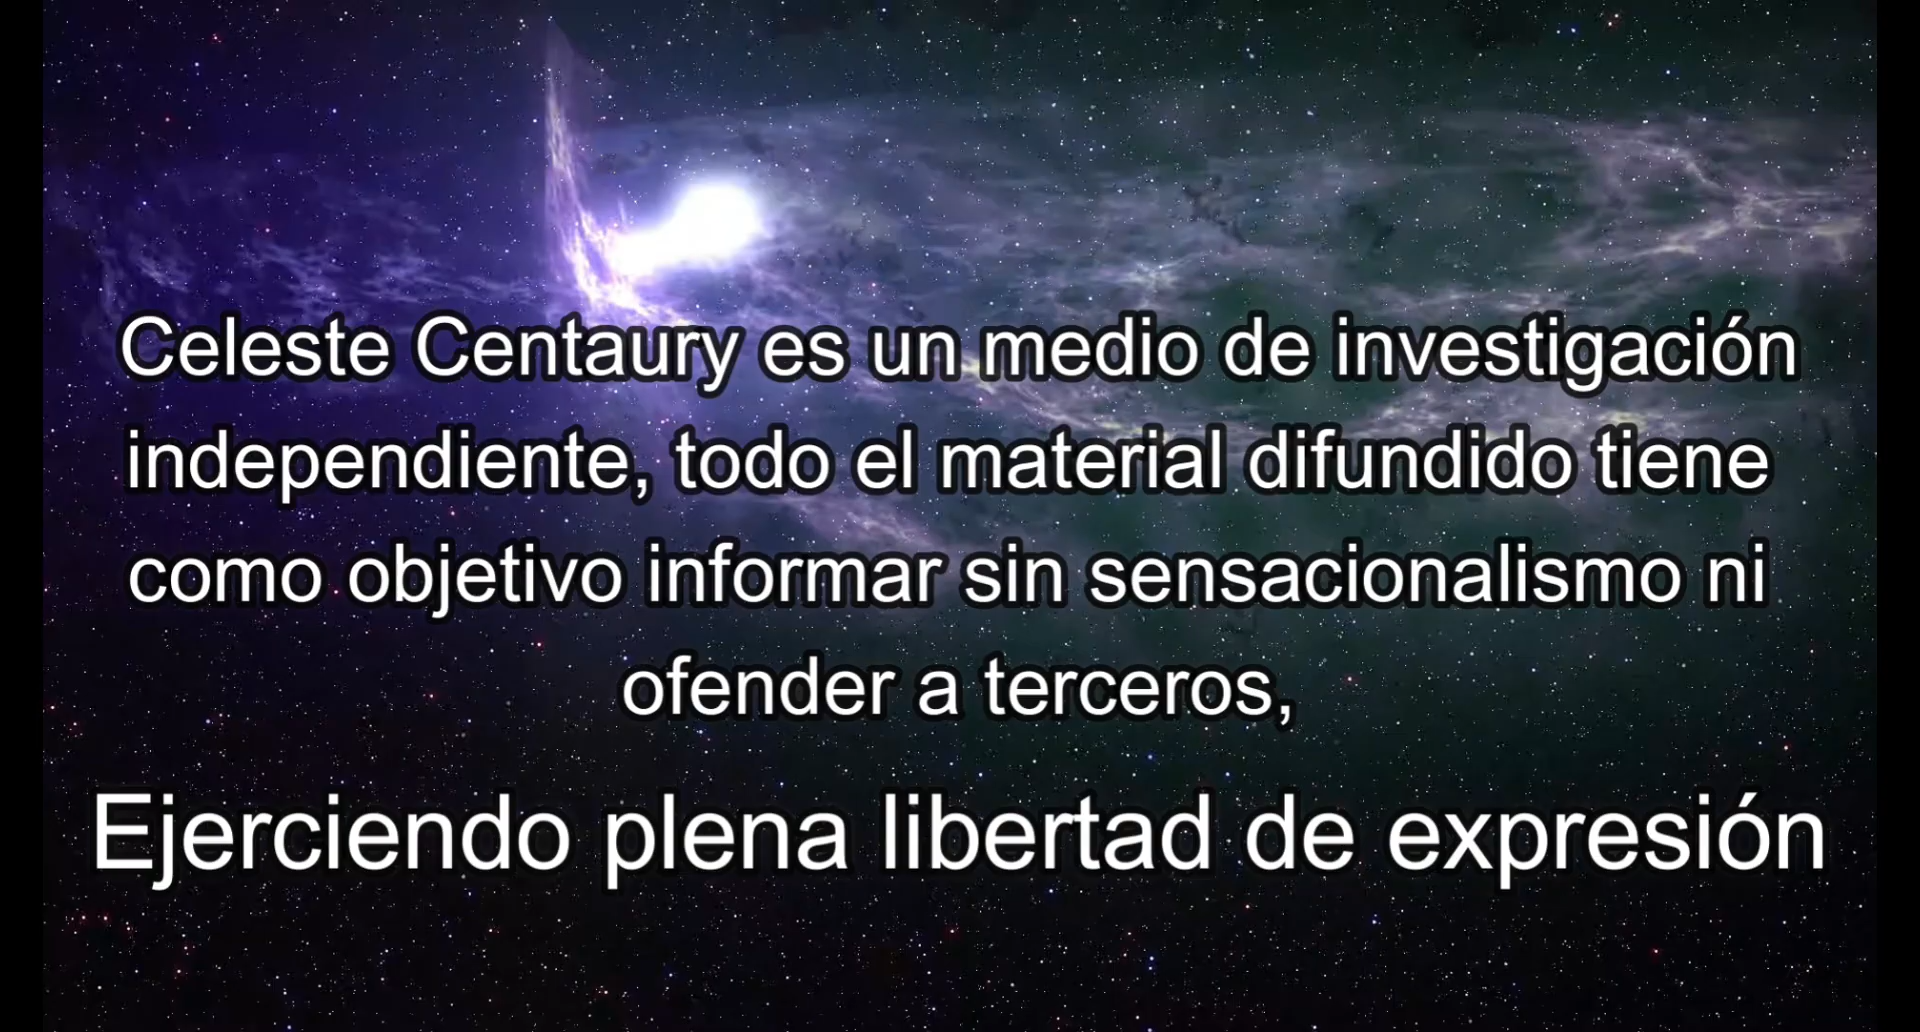 Celeste Centaury es un medio de investigación
independiente, todo el material difundido tiene
como objetivo informar sin sensacionalismo ni
ofender a terceros,
Ejerciendo plena libertad de expresión